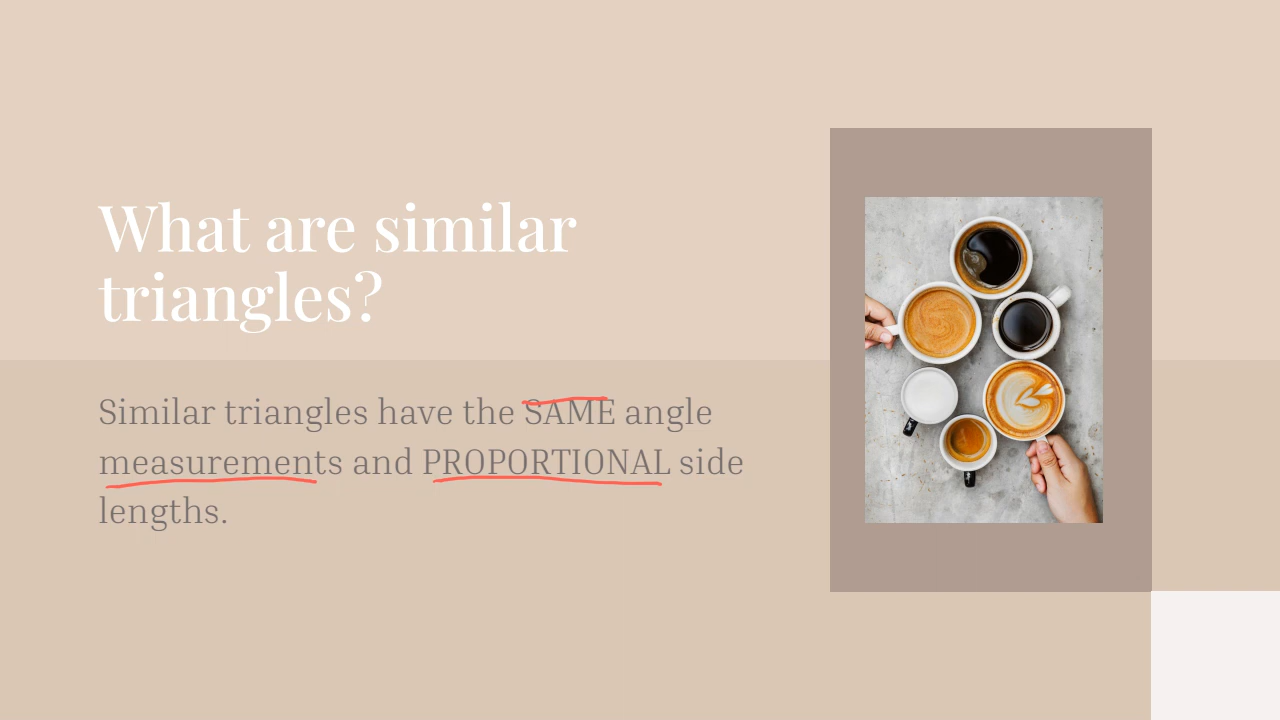 What are similar
triangles?
Similar triangles have the SAME angle
measurements and PROPORTIONAL side
lengths.